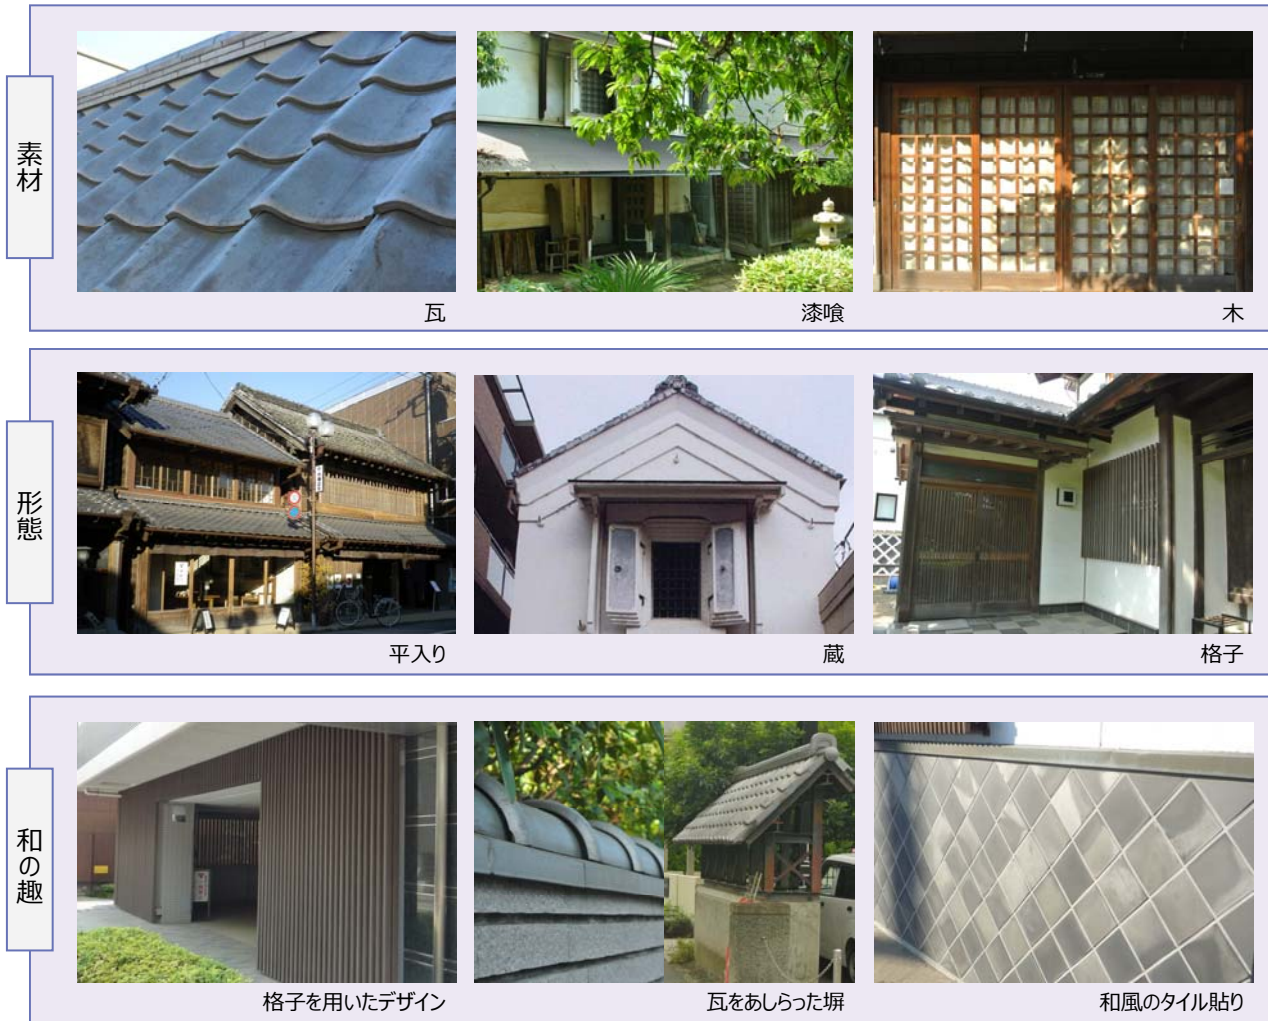 素材
瓦
漆喰
木
形態
平入り
蔵
格子
和の趣
格子を用いたデザイン
瓦をあしらった塀
和風のタイル貼り